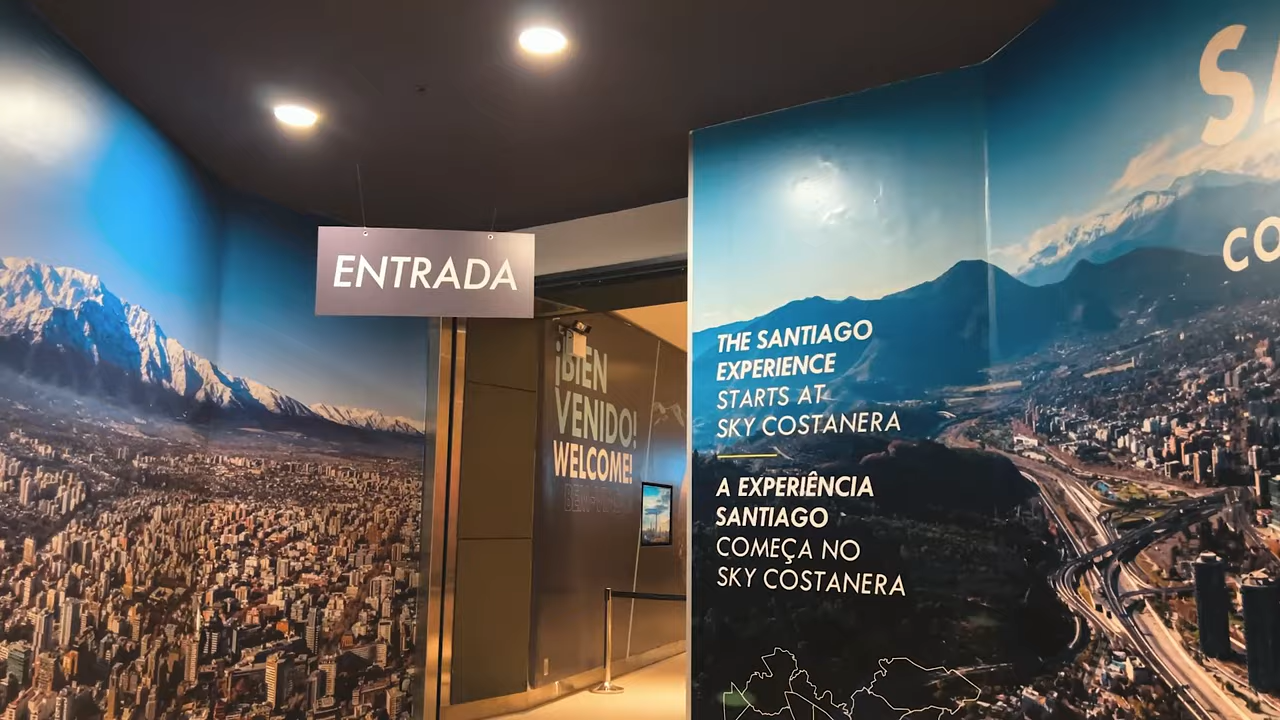 ENTRADA
¡BIEN
VENIDO!
WELCOME!
THE SANTIAGO
EXPERIENCE
STARTS AT
SKY COSTANERA
A EXPERIÊNCIA
SANTIAGO
COMEÇA NO
SKY COSTANERA